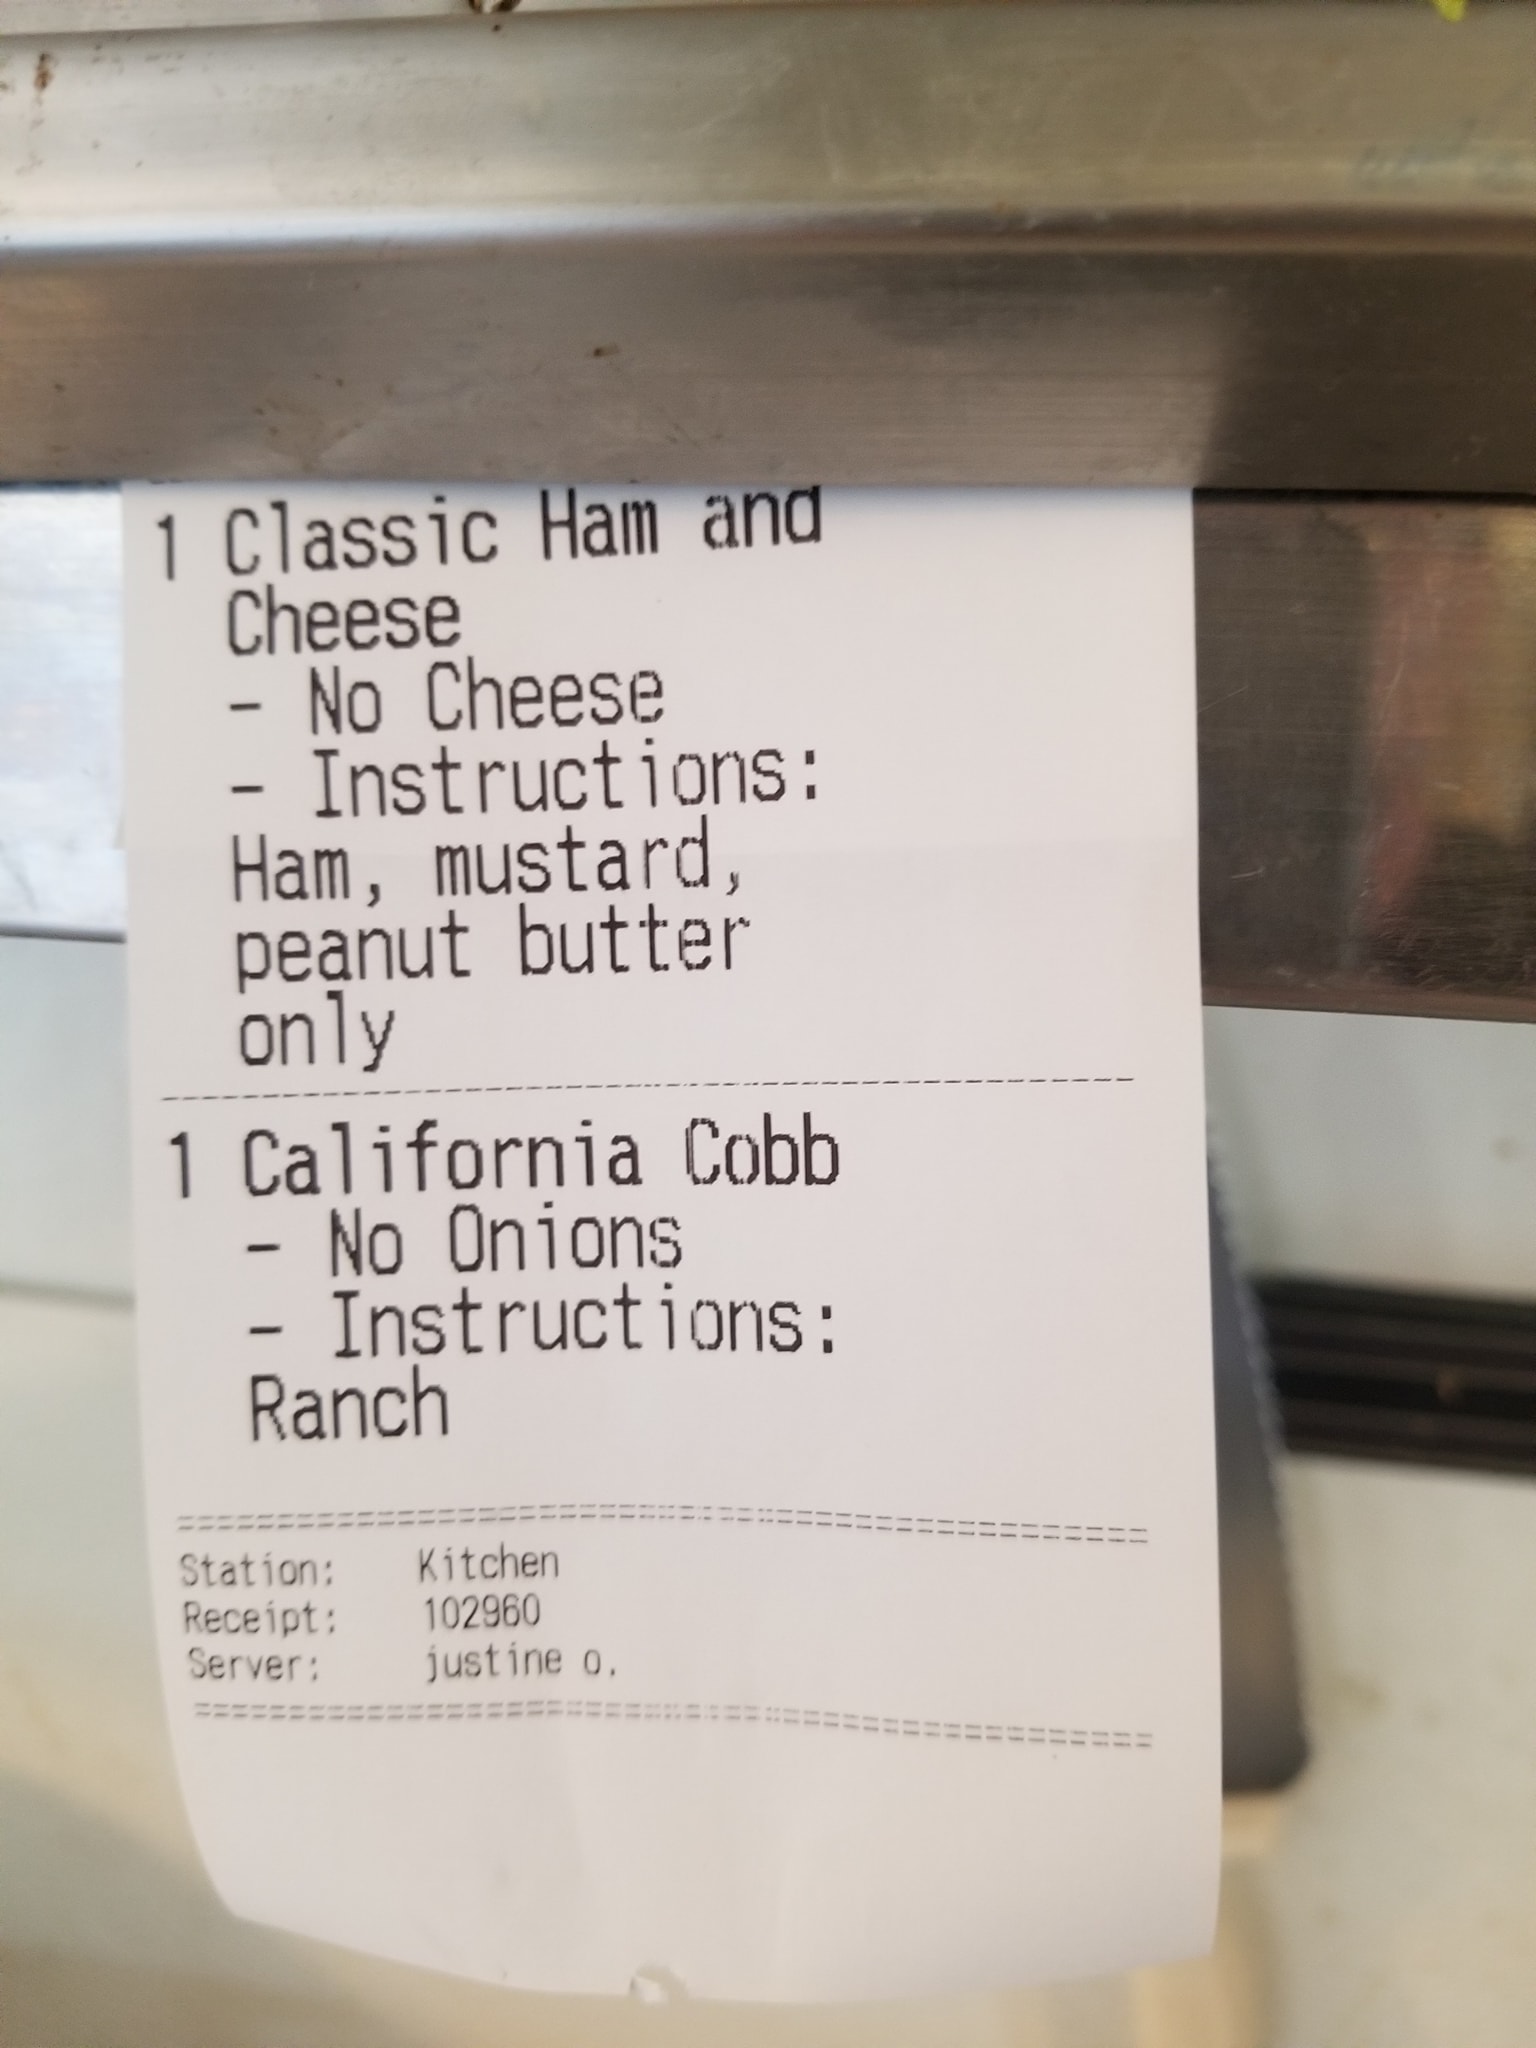 1 Classic Ham and
Cheese
- No Cheese
- Instructions:
Ham, mustard,
peanut butter
only
1 California Cobb
- No Onions
- Instructions:
Ranch
Station: Kitchen
Receipt: 102960
Server: justine o.